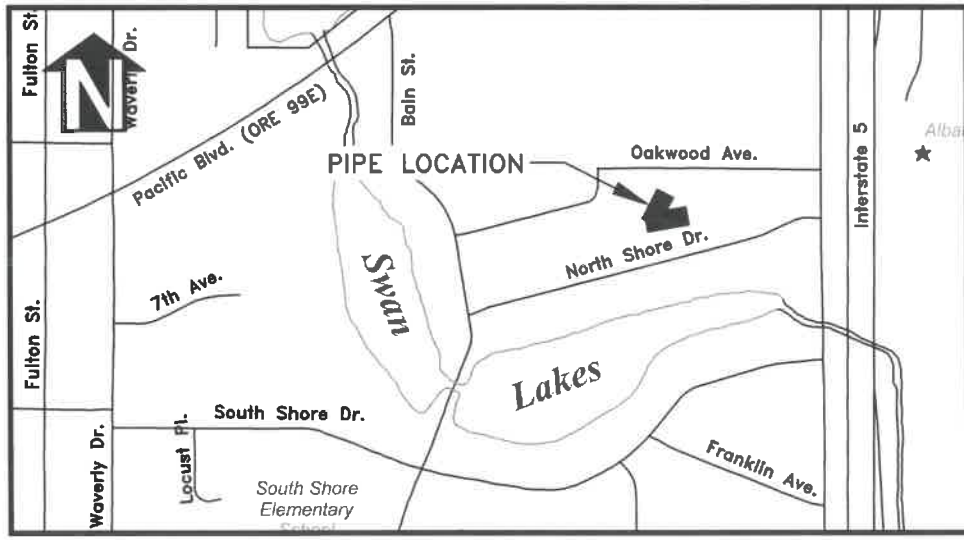 Fulton St.
N
Waverly Dr.
Pacific Blvd. (ORE 99E)
Bain St.
PIPE LOCATION
Oakwood Ave.
Interstate 5
North Shore Dr.
Swan
7th Ave.
Fulton St.
Lakes
South Shore Dr.
Waverly Dr.
Locust Pl.
Franklin Ave.
South Shore
Elementary
School